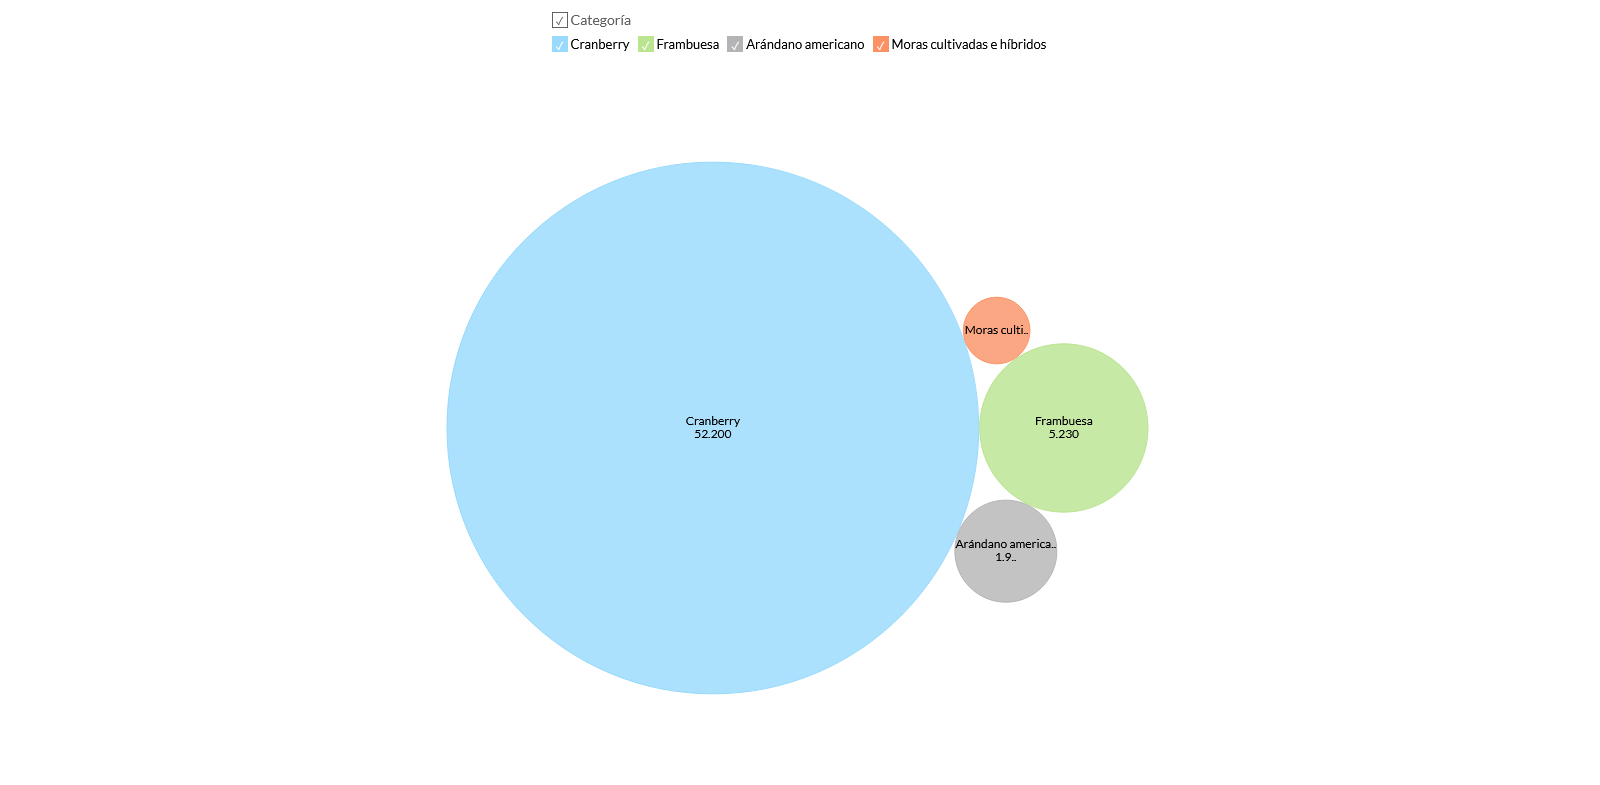 Categoría
Cranberry Frambuesa Arándano americano Moras cultivadas e híbridos
Moras culti..
Cranberry
52.200
Frambuesa
5.230
Arándano america..
1.9..